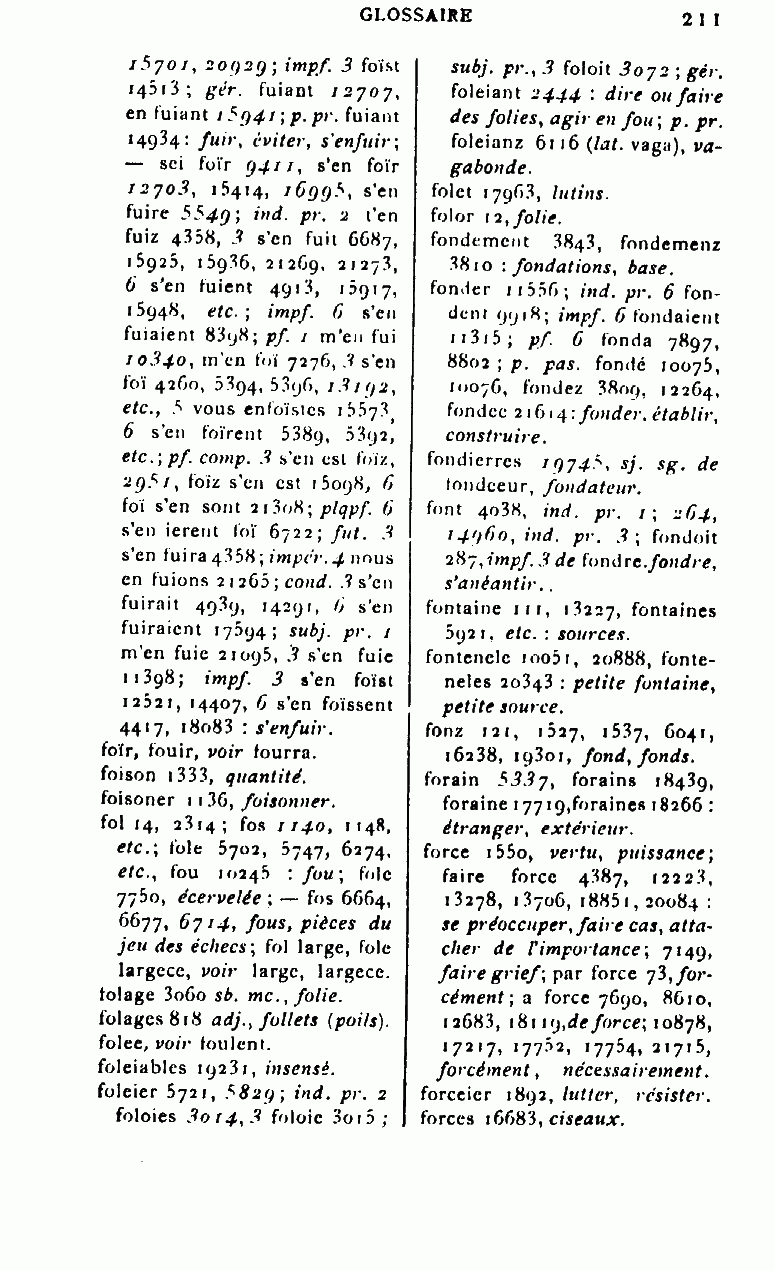 GLOSSAIRE 211
15701, 20929; impf. 3 foïst
14513; gér. fuiant 12707,
en fuiant 15941; p. pr. fuiant
14934: fuir, éviter, s'enfuir;
— sei foïr 9411, s'en foïr
12703, 15414, 16995, s'en
fuire 5549; ind. pr. 2 t'en
fuiz 4358, 3 s'en fuit 6687,
15925, 15936, 21269, 21273,
6 s'en fuient 4913, 15917,
15948, etc.; impf. 6 s'en
fuiaient 8398; pf. 1 m'en fui
10340, m'en foï 7276, 3 s'en
foï 4260, 5394, 5396, 13192,
etc., 5 vous enfoïstes 15573,
6 s'en foïrent 5389, 5392,
etc.; pf. comp. 3 s'en est foïz,
2951, foïz s'en est 15098, 6
foï s'en sont 21308; plqpf. 6
s'en ierent foï 6722; fut. 3
s'en fuira 4358; impér. 4 nous
en fuions 21265; cond. 3 s'en
fuirait 4939, 14291, 6 s'en
fuiraient 17594; subj. pr. 1
m'en fuie 21095, 3 s'en fuie
11398; impf. 3 s'en foïst
12521, 14407, 6 s'en foïssent
4417, 18083 : s'enfuir.
foïr, fouir, voir fourra.
foison 1333, quantité.
foisoner 1136, foisonner.
fol 14, 2314; fos 1140, 1148,
etc.; fole 5702, 5747, 6274,
etc., fou 10245 : fou; fole
7750, écervelée; — fos 6664,
6677, 6714, fous, pièces du
jeu des échecs; fol large, fole
largece, voir large, largece.
folage 3060 sb. mc., folie.
folages 818 adj., follets (poils).
folee, voir foulent.
foleiables 19231, insensé.
foleier 5721, 5829; ind. pr. 2
foloies 3014, 3 foloie 3015;
subj. pr., 3 foloit 3072; gér.
foleiant 2444 : dire ou faire
des folies, agir en fou; p. pr.
foleianz 6116 (lat. vaga), va-
gabonde.
folet 17963, lutins.
folor 12, folie.
fondement 3843, fondemenz
3810 : fondations, base.
fonder 11556; ind. pr. 6 fon-
dent 9918; impf. 6 fondaient
11315; pf. 6 fonda 7897,
8802; p. pas. fondé 10075,
10076, fondez 3809, 12264,
fondee 21614: fonder, établir,
construire.
fondierres 19745, sj. sg. de
fondeeur, fondateur.
font 4038, ind. pr. 1; 264,
14960, ind. pr. 3; fondoit
287, impf. 3 de fondre. fondre,
s'anéantir..
fontaine 111, 13227, fontaines
5921, etc. : sources.
fontenele 10051, 20888, fonte-
neles 20343 : petite fontaine,
petite source.
fonz 121, 1527, 1537, 6041,
16238, 19301, fond, fonds.
forain 5337, forains 18439,
foraine 17719, foraines 18266 :
étranger, extérieur.
force 1550, vertu, puissance;
faire force 4387, 12223,
13278, 13706, 18851, 20084 :
se préoccuper, faire cas, atta-
cher de l'importance; 7149,
faire grief; par force 73, for-
cément; a force 7690, 8610,
12683, 18119, de force; 10878,
17217, 17752, 17754, 21715,
forcément, nécessairement.
forceier 1892, lutter, résister.
forces 16683, ciseaux.